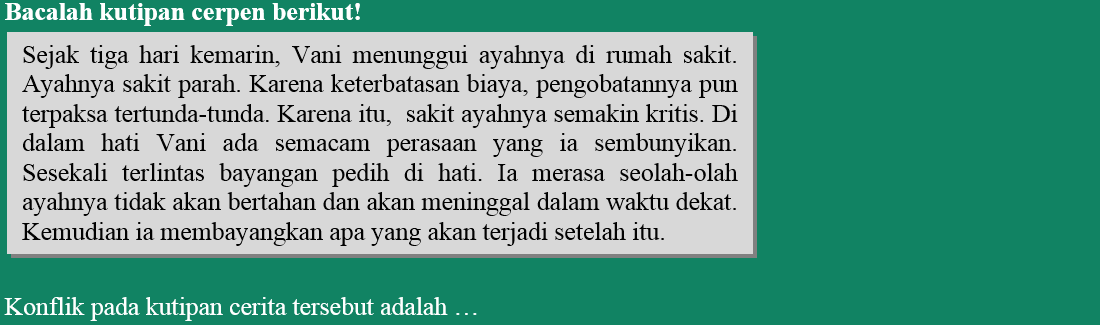 Bacalah kutipan cerpen berikut!
Sejak tiga hari kemarin, Vani menunggui ayahnya di rumah sakit.
Ayahnya sakit parah. Karena keterbatasan biaya, pengobatannya pun
terpaksa tertunda-tunda. Karena itu,  sakit ayahnya semakin kritis. Di
dalam hati Vani ada semacam perasaan yang ia sembunyikan.
Sesekali terlintas bayangan pedih di hati. Ia merasa seolah-olah
ayahnya tidak akan bertahan dan akan meninggal dalam waktu dekat.
Kemudian ia membayangkan apa yang akan terjadi setelah itu.
Konflik pada kutipan cerita tersebut adalah …